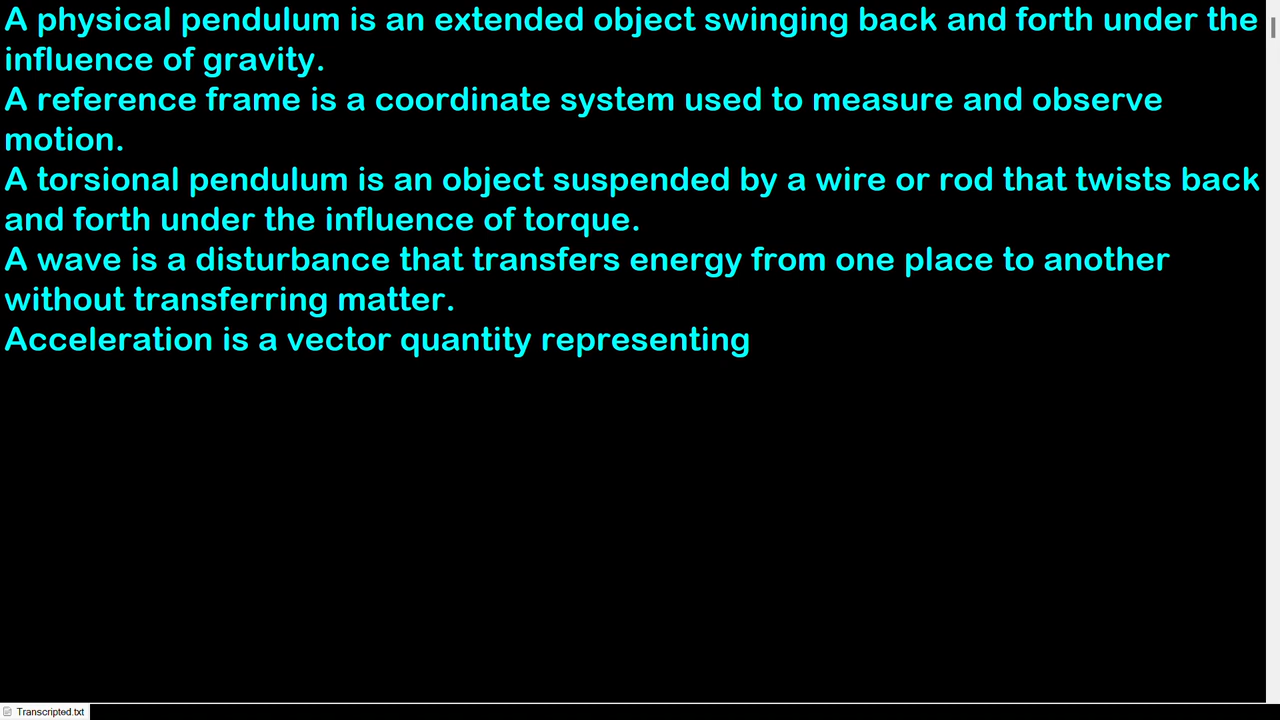 A physical pendulum is an extended object swinging back and forth under the
influence of gravity.
A reference frame is a coordinate system used to measure and observe
motion.
A torsional pendulum is an object suspended by a wire or rod that twists back
and forth under the influence of torque.
A wave is a disturbance that transfers energy from one place to another
without transferring matter.
Acceleration is a vector quantity representing
Transcripted.txt